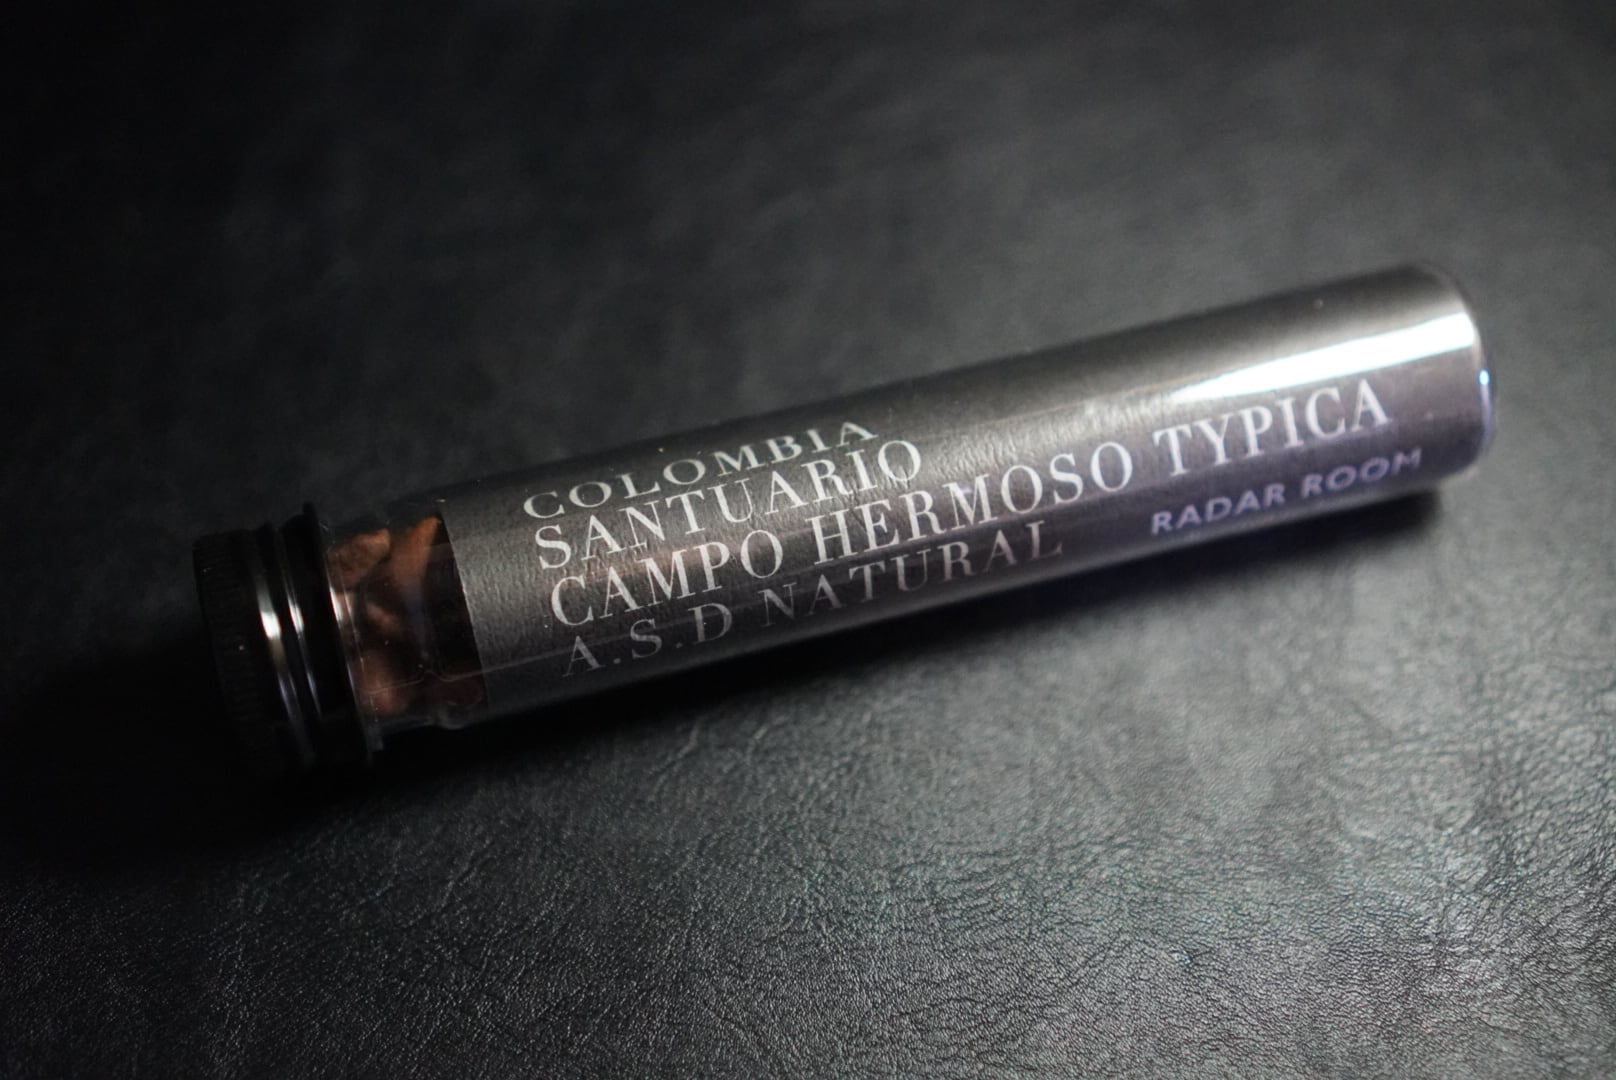 COLOMBIA
SANTUARIO
CAMPO HERMOSO TYPICA
A.S.D NATURAL
RADAR ROOM